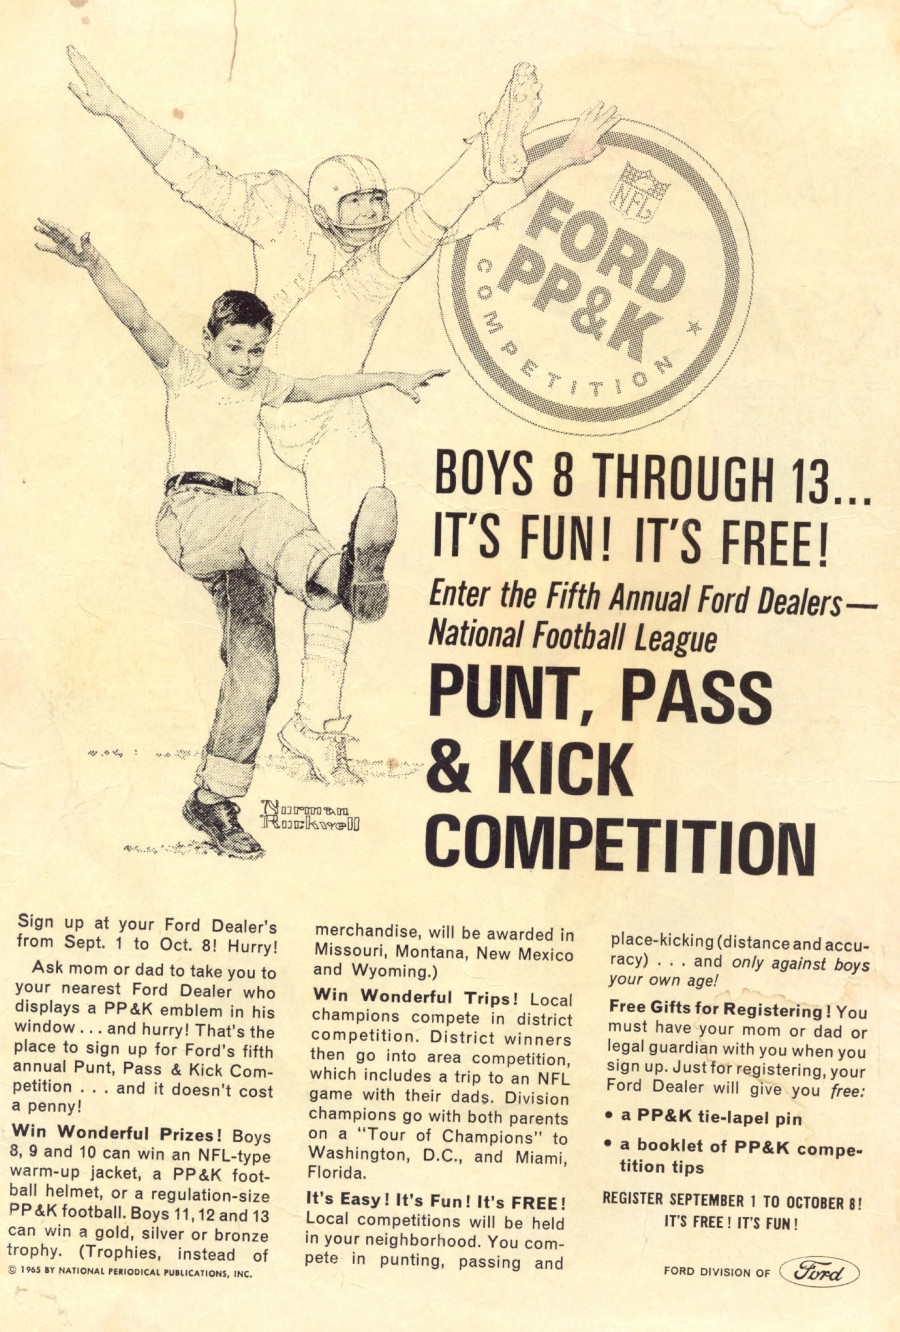 NFL
FORD
PP&K
COMPETITION
BOYS 8 THROUGH 13...
IT'S FUN! IT'S FREE!
Enter the Fifth Annual Ford Dealers—
National Football League
PUNT, PASS
& KICK
COMPETITION
Norman
Rockwell
Sign up at your Ford Dealer's
from Sept. 1 to Oct. 8! Hurry!
Ask mom or dad to take you to
your nearest Ford Dealer who
displays a PP&K emblem in his
window . . . and hurry! That's the
place to sign up for Ford's fifth
annual Punt, Pass & Kick Com-
petition . . . and it doesn't cost
a penny!
Win Wonderful Prizes! Boys
8, 9 and 10 can win an NFL-type
warm-up jacket, a PP&K foot-
ball helmet, or a regulation-size
PP&K football. Boys 11, 12 and 13
can win a gold, silver or bronze
trophy. (Trophies, instead of
© 1965 BY NATIONAL PERIODICAL PUBLICATIONS, INC.
merchandise, will be awarded in
Missouri, Montana, New Mexico
and Wyoming.)
Win Wonderful Trips! Local
champions compete in district
competition. District winners
then go into area competition,
which includes a trip to an NFL
game with their dads. Division
champions go with both parents
on a "Tour of Champions" to
Washington, D.C., and Miami,
Florida.
It's Easy! It's Fun! It's FREE!
Local competitions will be held
in your neighborhood. You com-
pete in punting, passing and
place-kicking (distance and accu-
racy) . . . and only against boys
your own age!
Free Gifts for Registering! You
must have your mom or dad or
legal guardian with you when you
sign up. Just for registering, your
Ford Dealer will give you free:
• a PP&K tie-lapel pin
• a booklet of PP&K compe-
tition tips
REGISTER SEPTEMBER 1 TO OCTOBER 8!
IT'S FREE! IT'S FUN!
FORD DIVISION OF Ford